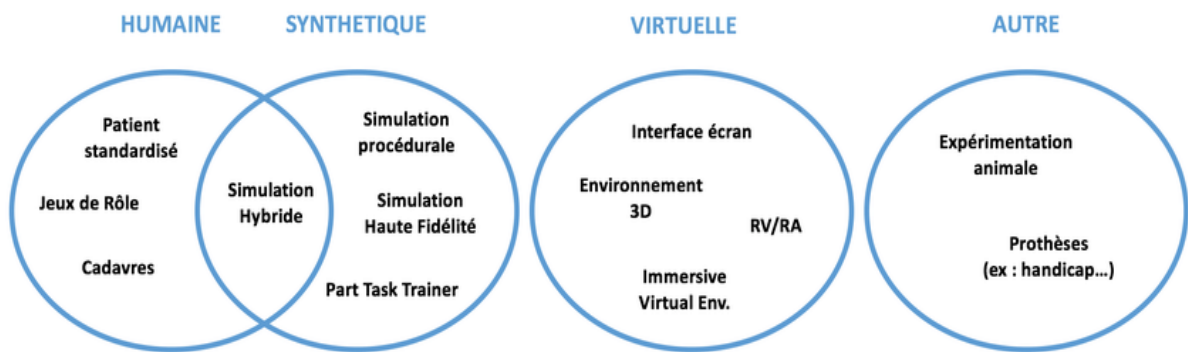 HUMAINE
SYNTHETIQUE
VIRTUELLE
AUTRE
Patient
standardisé
Jeux de Rôle
Cadavres
Simulation
Hybride
Simulation
procédurale
Simulation
Haute Fidélité
Part Task Trainer
Interface écran
Environnement
3D
RV/RA
Immersive
Virtual Env.
Expérimentation
animale
Prothèses
(ex : handicap...)